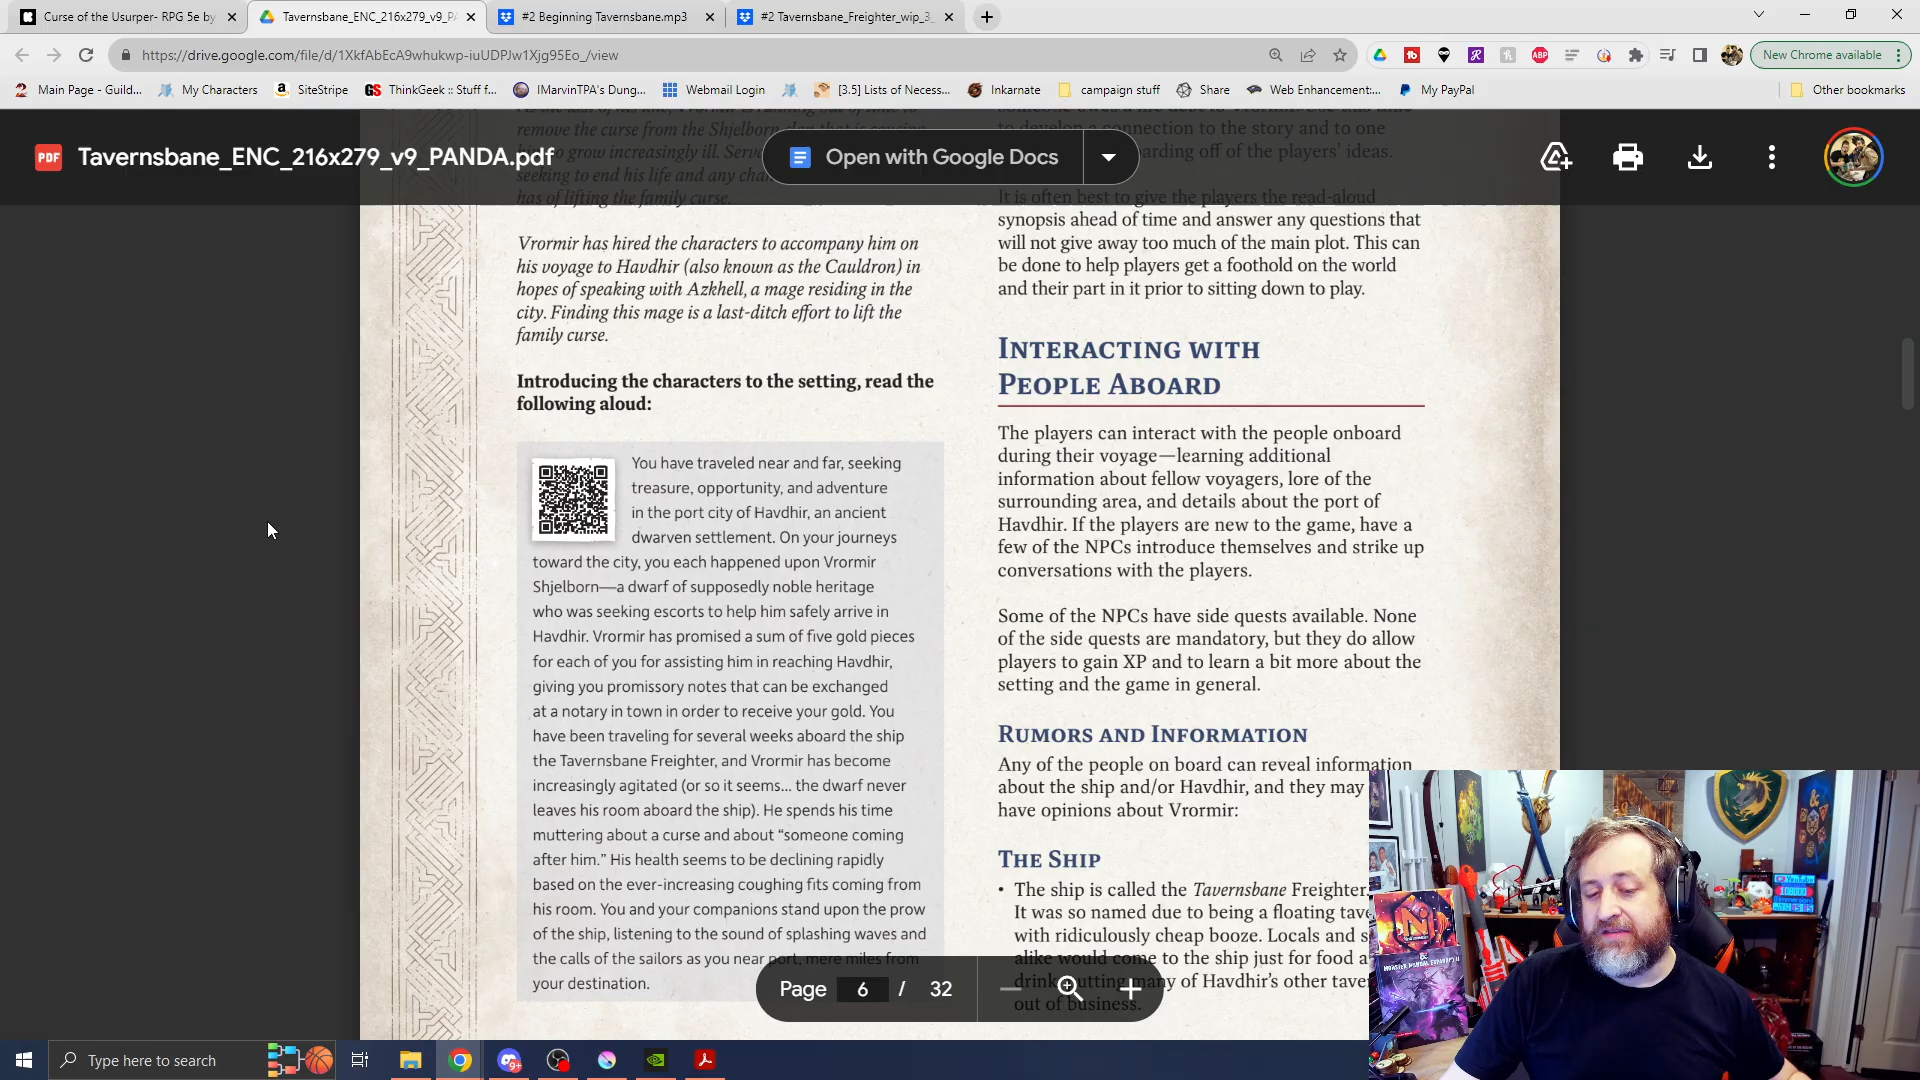 Curse of the Usurper- RPG 5e by
Tavernsbane_ENC_216x279_v9_P
#2 Beginning Tavernsbane.mp3
#2 Tavernsbane_Freighter_wip_3_
https://drive.google.com/file/d/1XkfAbEcA9whukwp-iuUDPJw1Xjg95Eo_/view
New Chrome available
Main Page - Guild...
My Characters
SiteStripe
ThinkGeek :: Stuff f...
IMarvinTPA's Dung...
Webmail Login
[3.5] Lists of Necess...
Inkarnate
campaign stuff
Share
Web Enhancement:...
My PayPal
Other bookmarks
PDF Tavernsbane_ENC_216x279_v9_PANDA.pdf
Open with Google Docs
remove the curse from the Shjelborn clan that is causing
to grow increasingly ill.
seeking to end his life and any
has of lifting the family curse.
Vrormir has hired the characters to accompany him on
his voyage to Havdhir (also known as the Cauldron) in
hopes of speaking with Azkhell, a mage residing in the
city. Finding this mage is a last-ditch effort to lift the
family curse.
Introducing the characters to the setting, read the
following aloud:
You have traveled near and far, seeking
treasure, opportunity, and adventure
in the port city of Havdhir, an ancient
dwarven settlement. On your journeys
toward the city, you each happened upon Vrormir
Shjelborn—a dwarf of supposedly noble heritage
who was seeking escorts to help him safely arrive in
Havdhir. Vrormir has promised a sum of five gold pieces
for each of you for assisting him in reaching Havdhir,
giving you promissory notes that can be exchanged
at a notary in town in order to receive your gold. You
have been traveling for several weeks aboard the ship
the Tavernsbane Freighter, and Vrormir has become
increasingly agitated (or so it seems... the dwarf never
leaves his room aboard the ship). He spends his time
muttering about a curse and about “someone coming
after him.” His health seems to be declining rapidly
based on the ever-increasing coughing fits coming from
his room. You and your companions stand upon the prow
of the ship, listening to the sound of splashing waves and
the calls of the sailors as you near port, mere miles from
your destination.
to develop a connection to the story and to one
arding off of the players' ideas.
It is often best to give the players the read-aloud
synopsis ahead of time and answer any questions that
will not give away too much of the main plot. This can
be done to help players get a foothold on the world
and their part in it prior to sitting down to play.
Interacting with
People Aboard
The players can interact with the people onboard
during their voyage—learning additional
information about fellow voyagers, lore of the
surrounding area, and details about the port of
Havdhir. If the players are new to the game, have a
few of the NPCs introduce themselves and strike up
conversations with the players.
Some of the NPCs have side quests available. None
of the side quests are mandatory, but they do allow
players to gain XP and to learn a bit more about the
setting and the game in general.
Rumors and Information
Any of the people on board can reveal information
about the ship and/or Havdhir, and they may
have opinions about Vrormir:
The Ship
• The ship is called the Tavernsbane Freighter.
It was so named due to being a floating tave
with ridiculously cheap booze. Locals and s
alike would come to the ship just for food a
drink, putting many of Havdhir's other tave
out of business.
Page 6 / 32
Type here to search